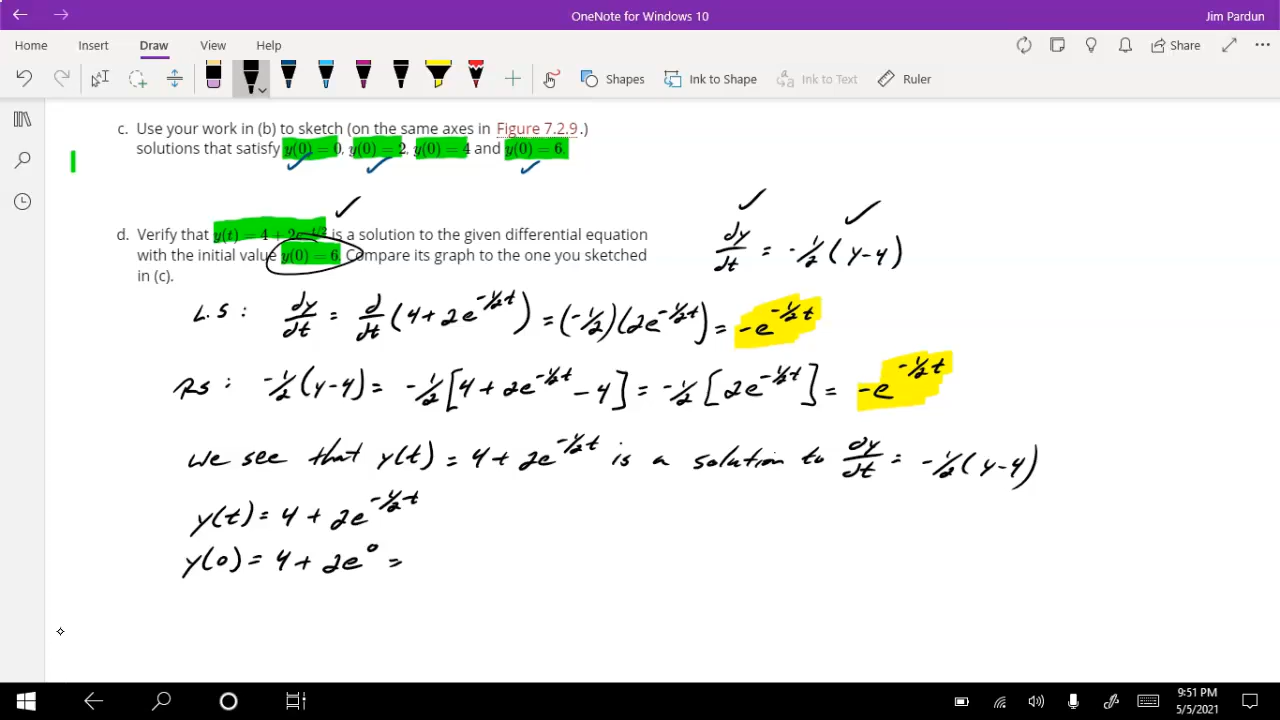 OneNote for Windows 10
Jim Pardun
Home Insert Draw View Help
Share
Shapes
Ink to Shape
Ink to Text
Ruler
c. Use your work in (b) to sketch (on the same axes in Figure 7.2.9.)
solutions that satisfy y(0) = 0, y(0) = 2, y(0) = 4 and y(0) = 6.
d. Verify that y(t) = 4 + 2e^{-t/2} is a solution to the given differential equation
with the initial value y(0) = 6. Compare its graph to the one you sketched
in (c).
dy/dt = -1/2 (y-4)
L.S : dy/dt = d/dt (4 + 2e^{-1/2 t}) = (-1/2)(2e^{-1/2 t}) = -e^{-1/2 t}
RS : -1/2 (y-4) = -1/2 [4 + 2e^{-1/2 t} - 4] = -1/2 [2e^{-1/2 t}] = -e^{-1/2 t}
We see that y(t) = 4 + 2e^{-1/2 t} is a solution to dy/dt = -1/2 (y-4)
y(t) = 4 + 2e^{-1/2 t}
y(0) = 4 + 2e^0 =
9:51 PM
5/5/2021